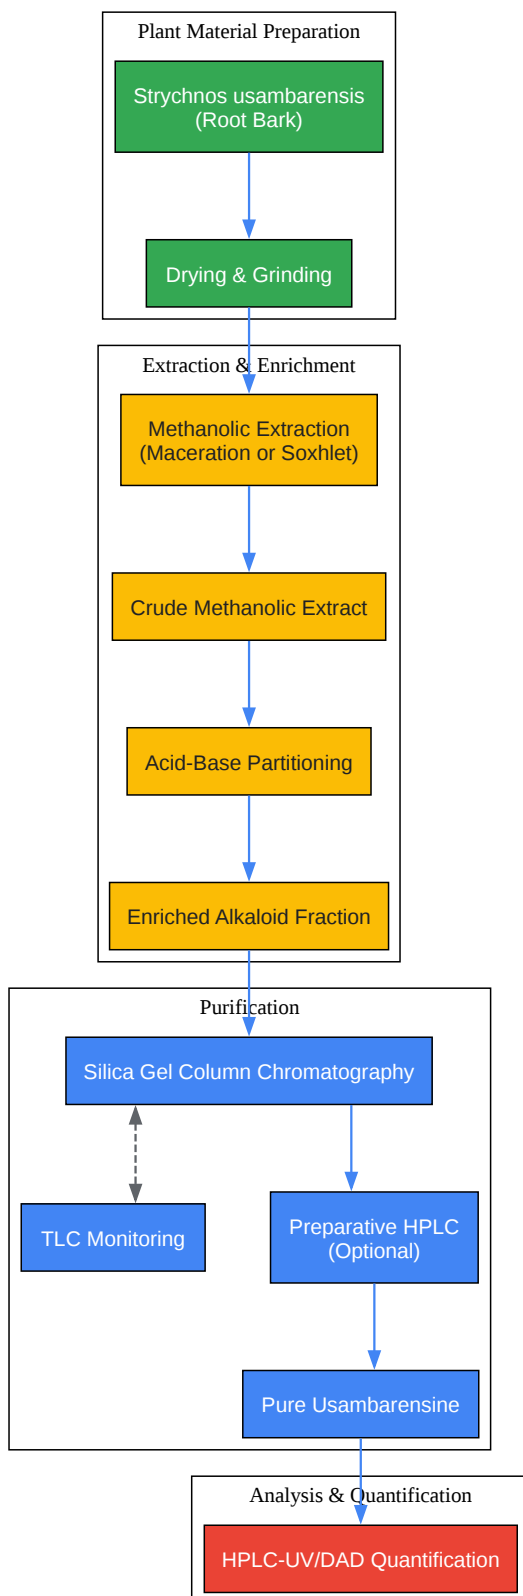 Plant Material Preparation
Strychnos usambarensis
(Root Bark)
Drying & Grinding
Extraction & Enrichment
Methanolic Extraction
(Maceration or Soxhlet)
Crude Methanolic Extract
Acid-Base Partitioning
Enriched Alkaloid Fraction
Purification
Silica Gel Column Chromatography
TLC Monitoring
Preparative HPLC
(Optional)
Pure Usambarensine
Analysis & Quantification
HPLC-UV/DAD Quantification